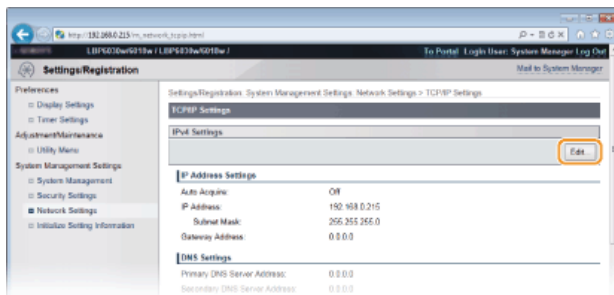 http://192.168.0.215/m_network_tcpip.html
LBP6030w/6018w / LBP6030w/6018w /
To Portal Login User: System Manager Log Out
Settings/Registration
Mail to System Manager
Preferences
Display Settings
Timer Settings
Adjustment/Maintenance
Utility Menu
System Management Settings
System Management
Security Settings
Network Settings
Initialize Setting Information
Settings/Registration: System Management Settings: Network Settings > TCP/IP Settings
TCP/IP Settings
IPv4 Settings
Edit...
IP Address Settings
Auto Acquire: Off
IP Address: 192.168.0.215
Subnet Mask: 255.255.255.0
Gateway Address: 0.0.0.0
DNS Settings
Primary DNS Server Address: 0.0.0.0
Secondary DNS Server Address: 0.0.0.0